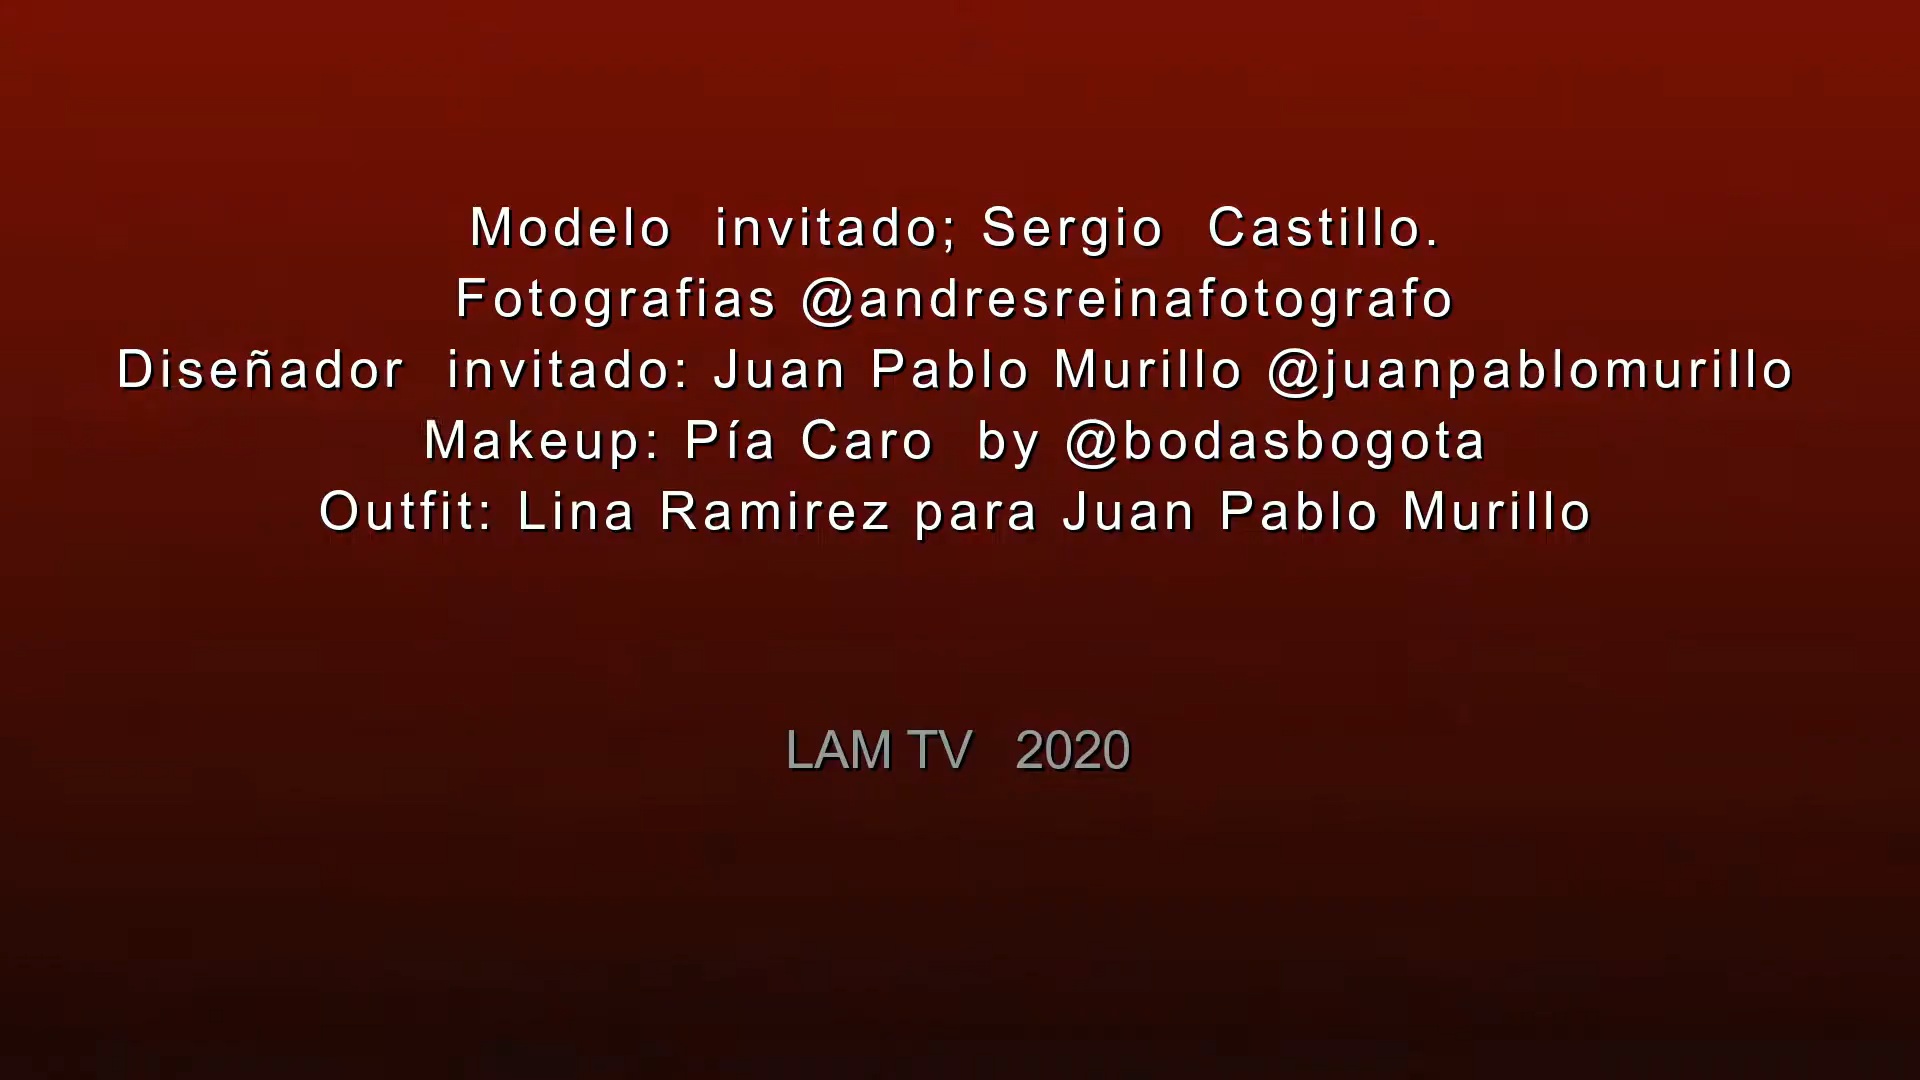 Modelo invitado; Sergio Castillo.
Fotografias @andresreinafotografo
Diseñador invitado: Juan Pablo Murillo @juanpablomurillo
Makeup: Pía Caro by @bodasbogota
Outfit: Lina Ramirez para Juan Pablo Murillo
LAM TV 2020